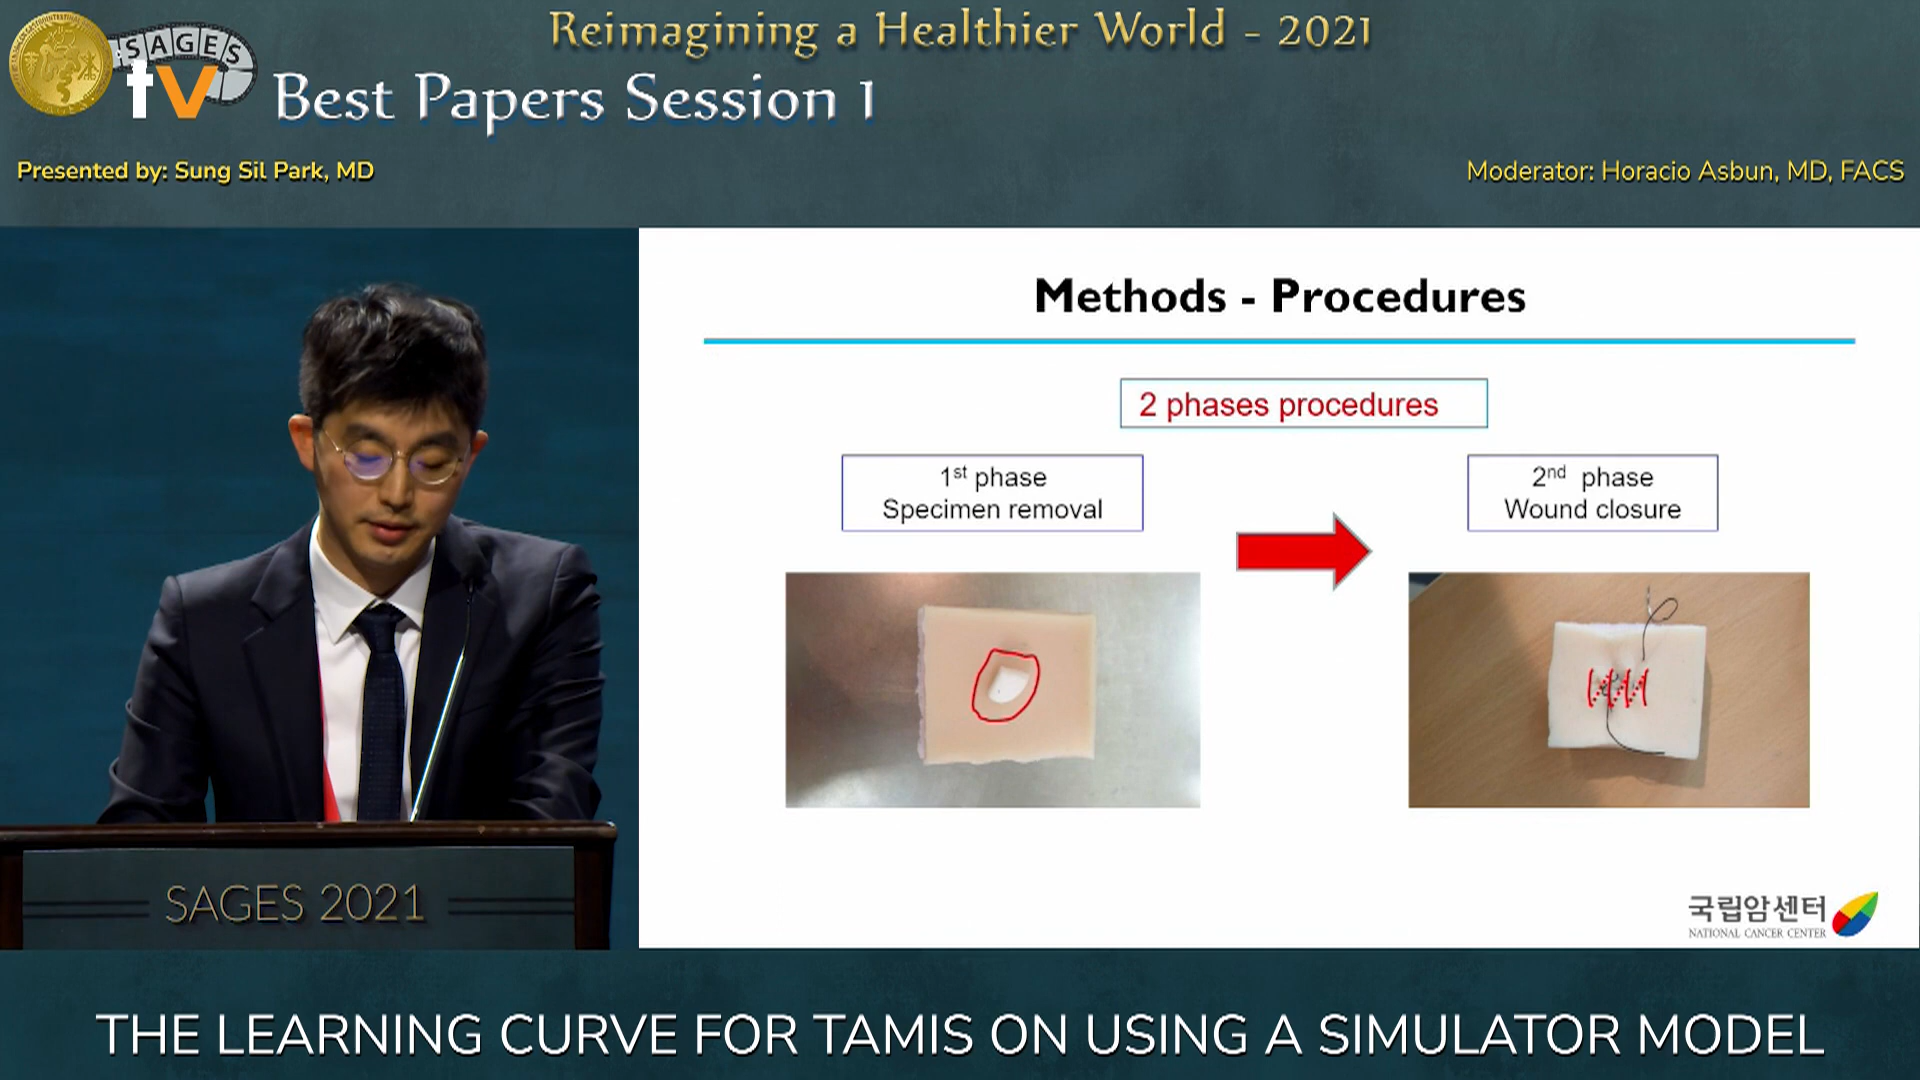 Reimagining a Healthier World - 2021
SAGES
tv
Best Papers Session 1
Presented by: Sung Sil Park, MD
Moderator: Horacio Asbun, MD, FACS
Methods - Procedures
2 phases procedures
1st phase
Specimen removal
2nd phase
Wound closure
국립암센터
NATIONAL CANCER CENTER
SAGES 2021
THE LEARNING CURVE FOR TAMIS ON USING A SIMULATOR MODEL